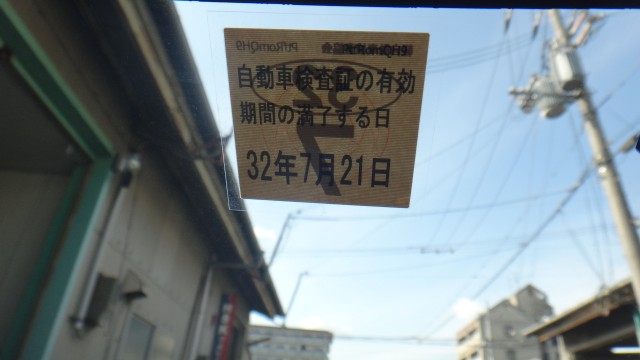 自動車検査証の有効
期間の満了する日
32年7月21日